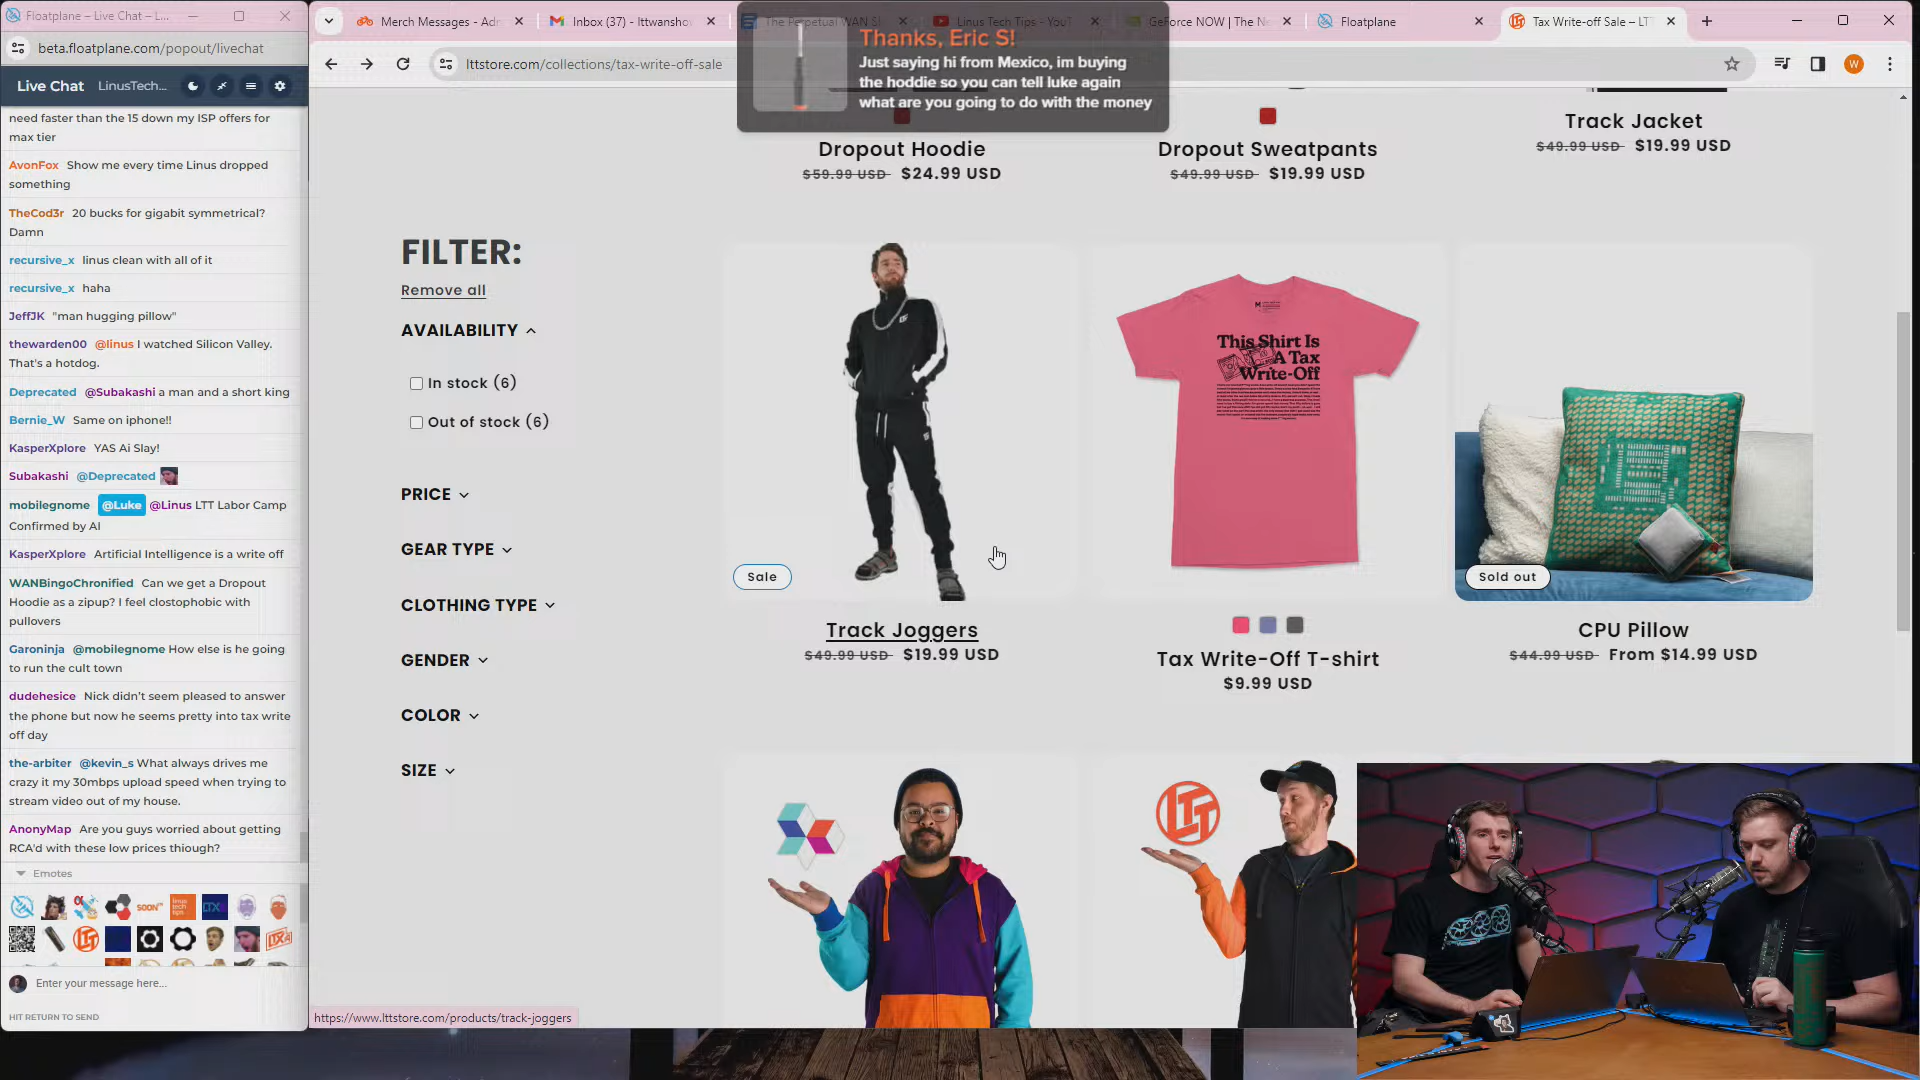 Floatplane – Live Chat – L...
beta.floatplane.com/popout/livechat
Live Chat LinusTech...
need faster than the 15 down my ISP offers for
max tier
AvonFox Show me every time Linus dropped
something
TheCod3r 20 bucks for gigabit symmetrical?
Damn
recursive_x linus clean with all of it
recursive_x haha
JeffJK "man hugging pillow"
thewarden00 @linus I watched Silicon Valley.
That's a hotdog.
Deprecated @Subakashi a man and a short king
Bernie_W Same on iphone!!
KasperXplore YAS Ai Slay!
Subakashi @Deprecated
mobilegnome @Luke @Linus LTT Labor Camp
Confirmed by AI
KasperXplore Artificial Intelligence is a write off
WANBingoChronified Can we get a Dropout
Hoodie as a zipup? I feel clostophobic with
pullovers
Garoninja @mobilegnome How else is he going
to run the cult town
dudehesice Nick didn't seem pleased to answer
the phone but now he seems pretty into tax write
off day
the-arbiter @kevin_s What always drives me
crazy it my 30mbps upload speed when trying to
stream video out of my house.
AnonyMap Are you guys worried about getting
RCA'd with these low prices thiough?
Emotes
SOON
linus tech tips
LTX
LTT
LTX
Enter your message here...
HIT RETURN TO SEND
Merch Messages - Adm
Inbox (37) - lttwansho
The Perpetual WAN S
Linus Tech Tips - YouT
GeForce NOW | The Ne
Floatplane
Tax Write-off Sale – LT
lttstore.com/collections/tax-write-off-sale
W
Thanks, Eric S!
Just saying hi from Mexico, im buying
the hoddie so you can tell luke again
what are you going to do with the money
Dropout Hoodie
$59.99 USD $24.99 USD
Dropout Sweatpants
$49.99 USD $19.99 USD
Track Jacket
$49.99 USD $19.99 USD
FILTER:
Remove all
AVAILABILITY
In stock (6)
Out of stock (6)
PRICE
GEAR TYPE
CLOTHING TYPE
GENDER
COLOR
SIZE
Sale
Track Joggers
$49.99 USD $19.99 USD
This Shirt Is
A Tax
Write-Off
Tax Write-Off T-shirt
$9.99 USD
Sold out
CPU Pillow
$44.99 USD From $14.99 USD
LTT
https://www.lttstore.com/products/track-joggers